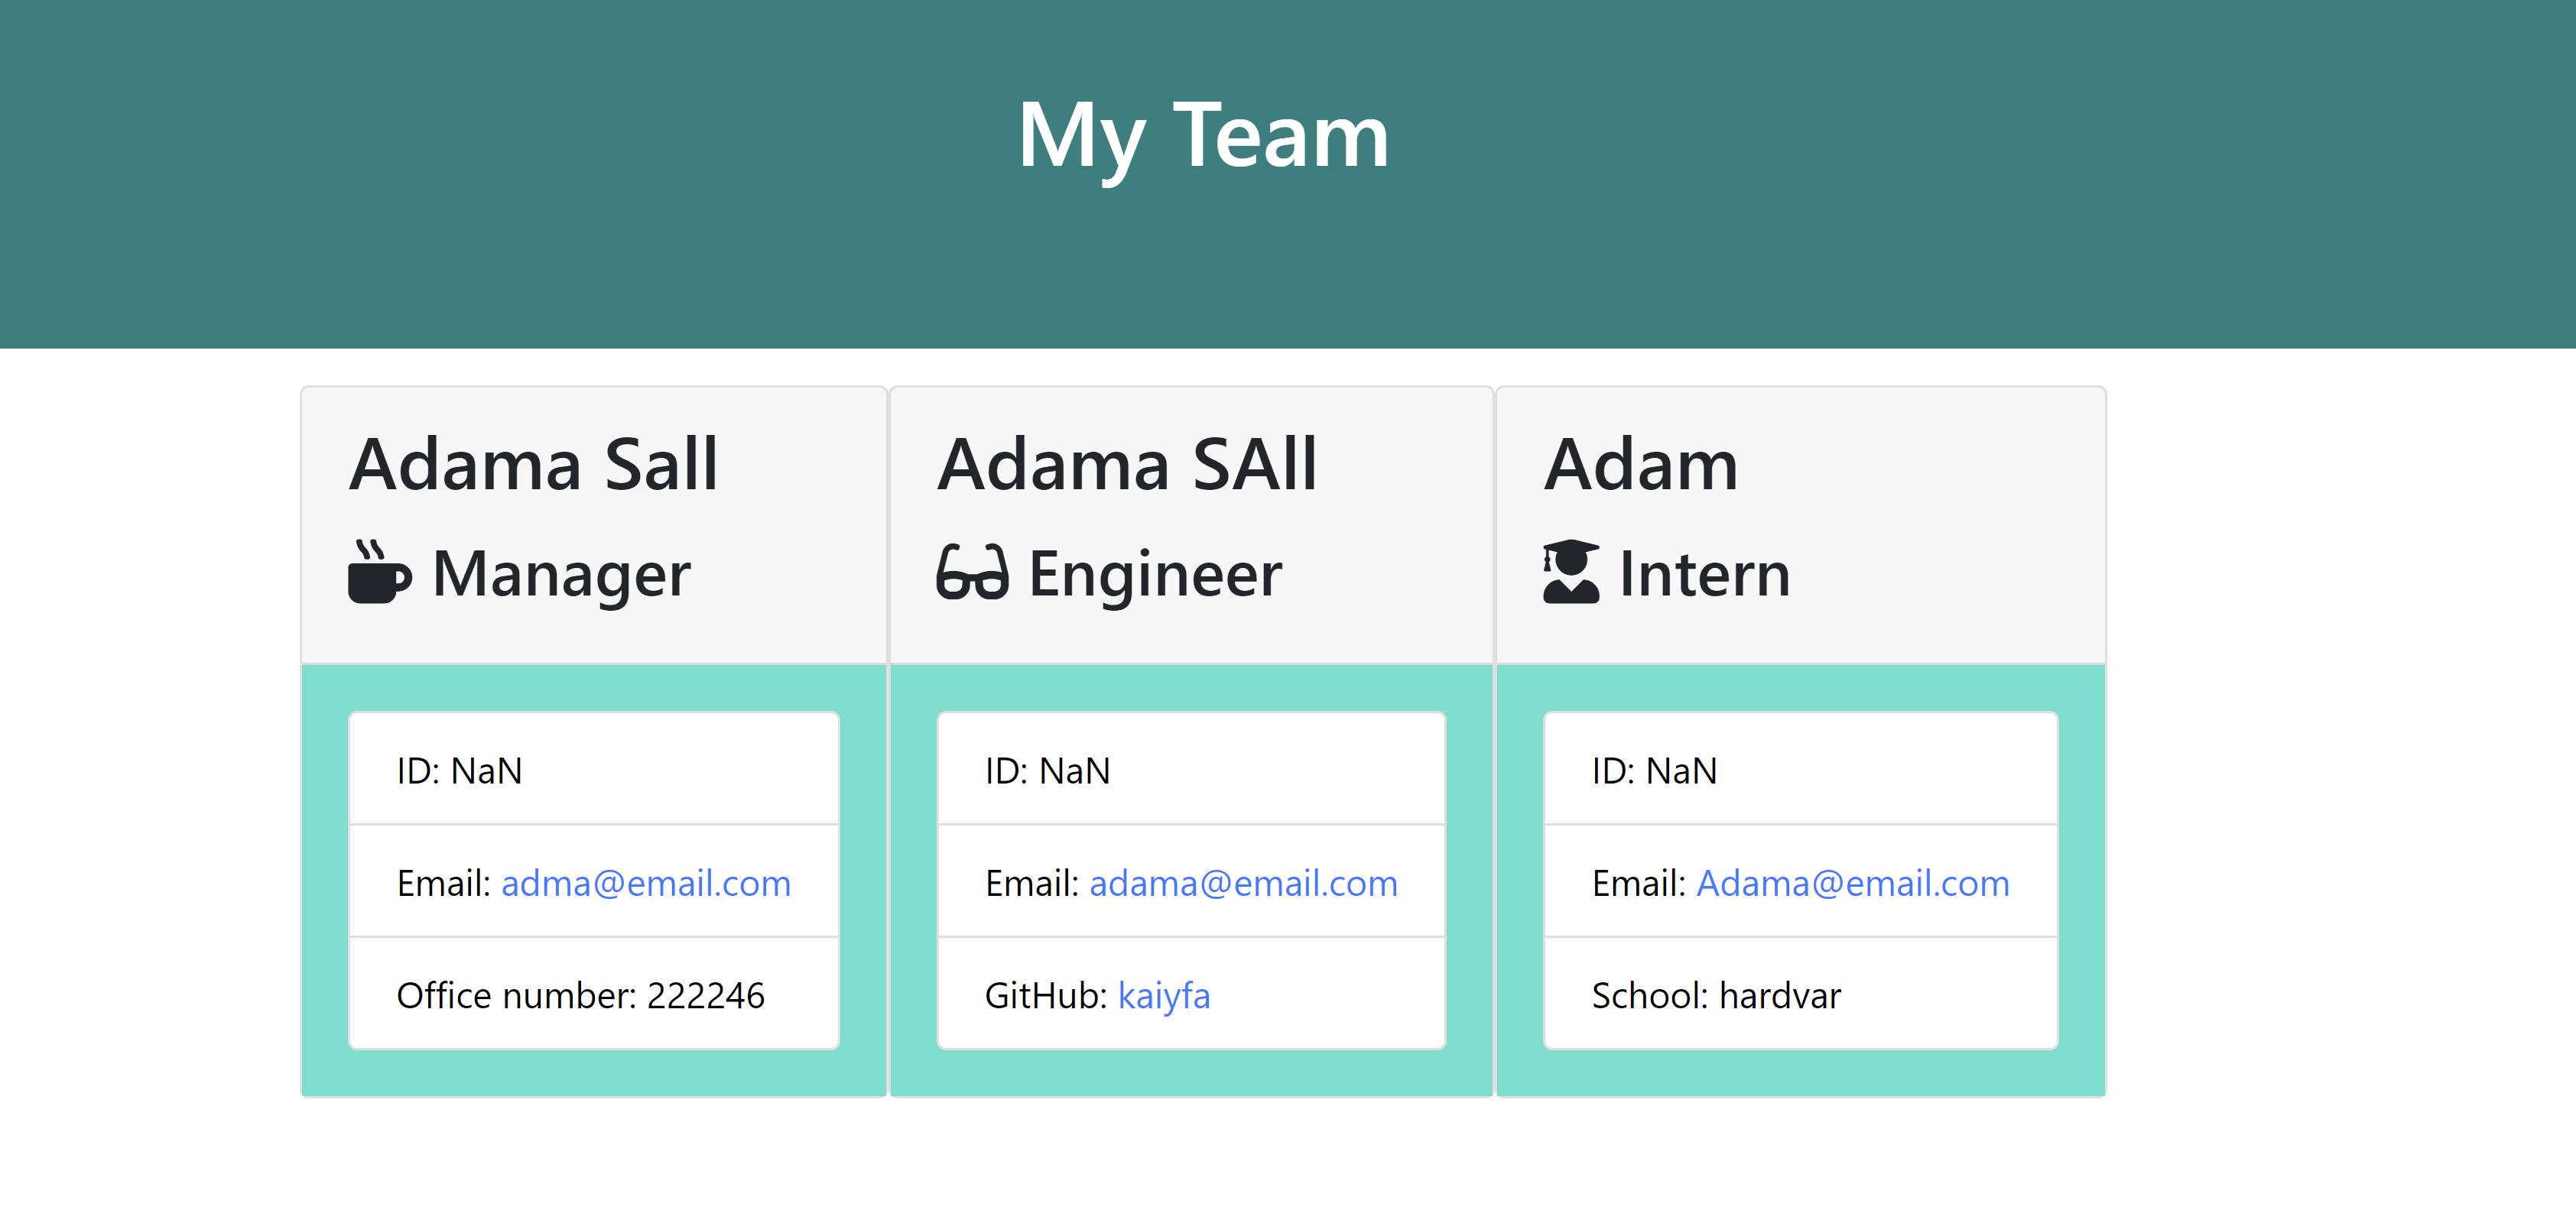 My Team
Adama Sall
Manager
ID: NaN
Email: adma@email.com
Office number: 222246
Adama SAll
Engineer
ID: NaN
Email: adama@email.com
GitHub: kaiyfa
Adam
Intern
ID: NaN
Email: Adama@email.com
School: hardvar